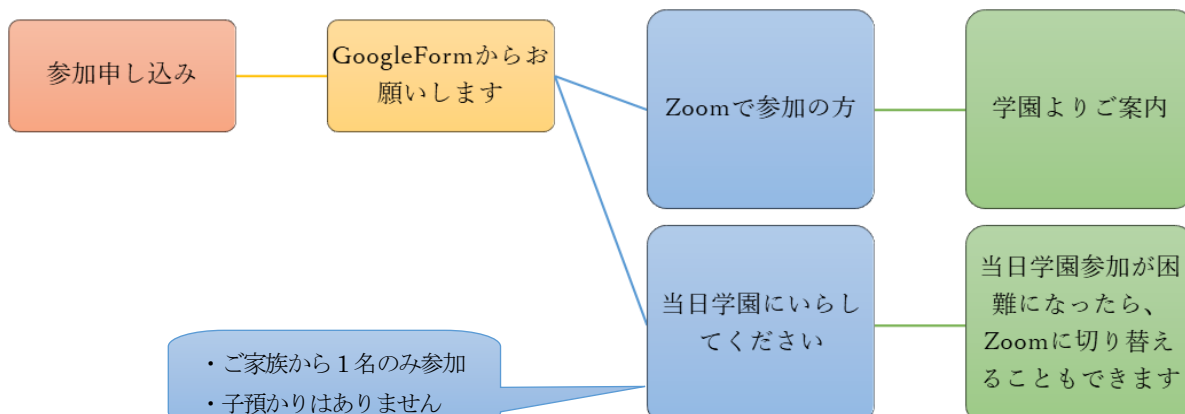 参加申し込み
GoogleFormからお
願いします
Zoomで参加の方
学園よりご案内
当日学園にいらし
てください
当日学園参加が困
難になったら、
Zoomに切り替え
ることもできます
・ご家族から１名のみ参加
・子預かりはありません